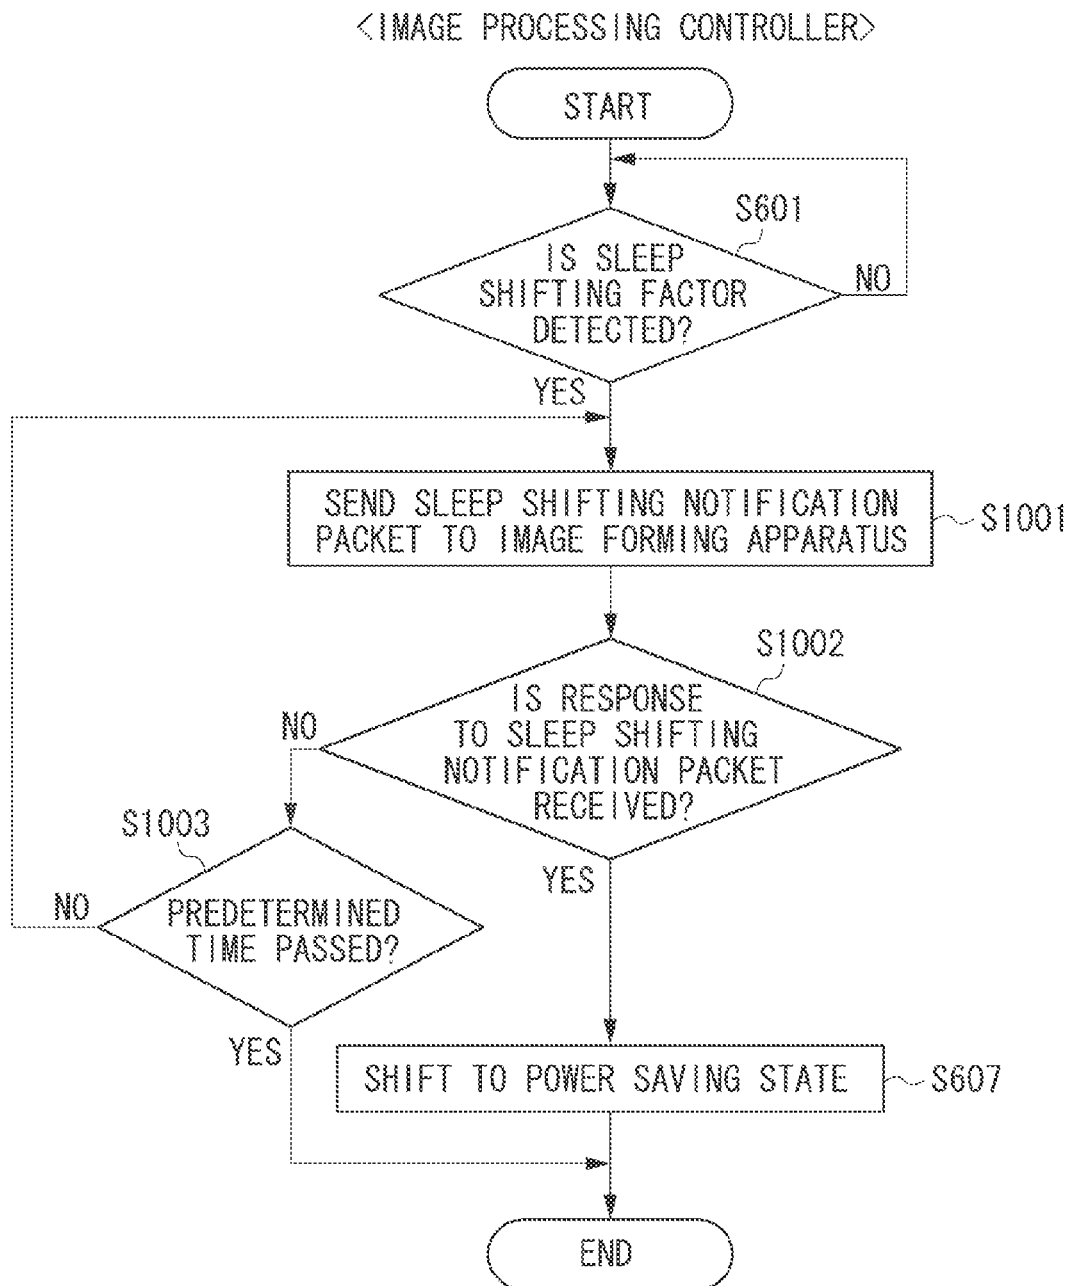 <IMAGE PROCESSING CONTROLLER>
START
S601
IS SLEEP
SHIFTING FACTOR
DETECTED?
NO
YES
SEND SLEEP SHIFTING NOTIFICATION
PACKET TO IMAGE FORMING APPARATUS
S1001
S1002
IS RESPONSE
TO SLEEP SHIFTING
NOTIFICATION PACKET
RECEIVED?
NO
YES
S1003
PREDETERMINED
TIME PASSED?
NO
YES
SHIFT TO POWER SAVING STATE
S607
END